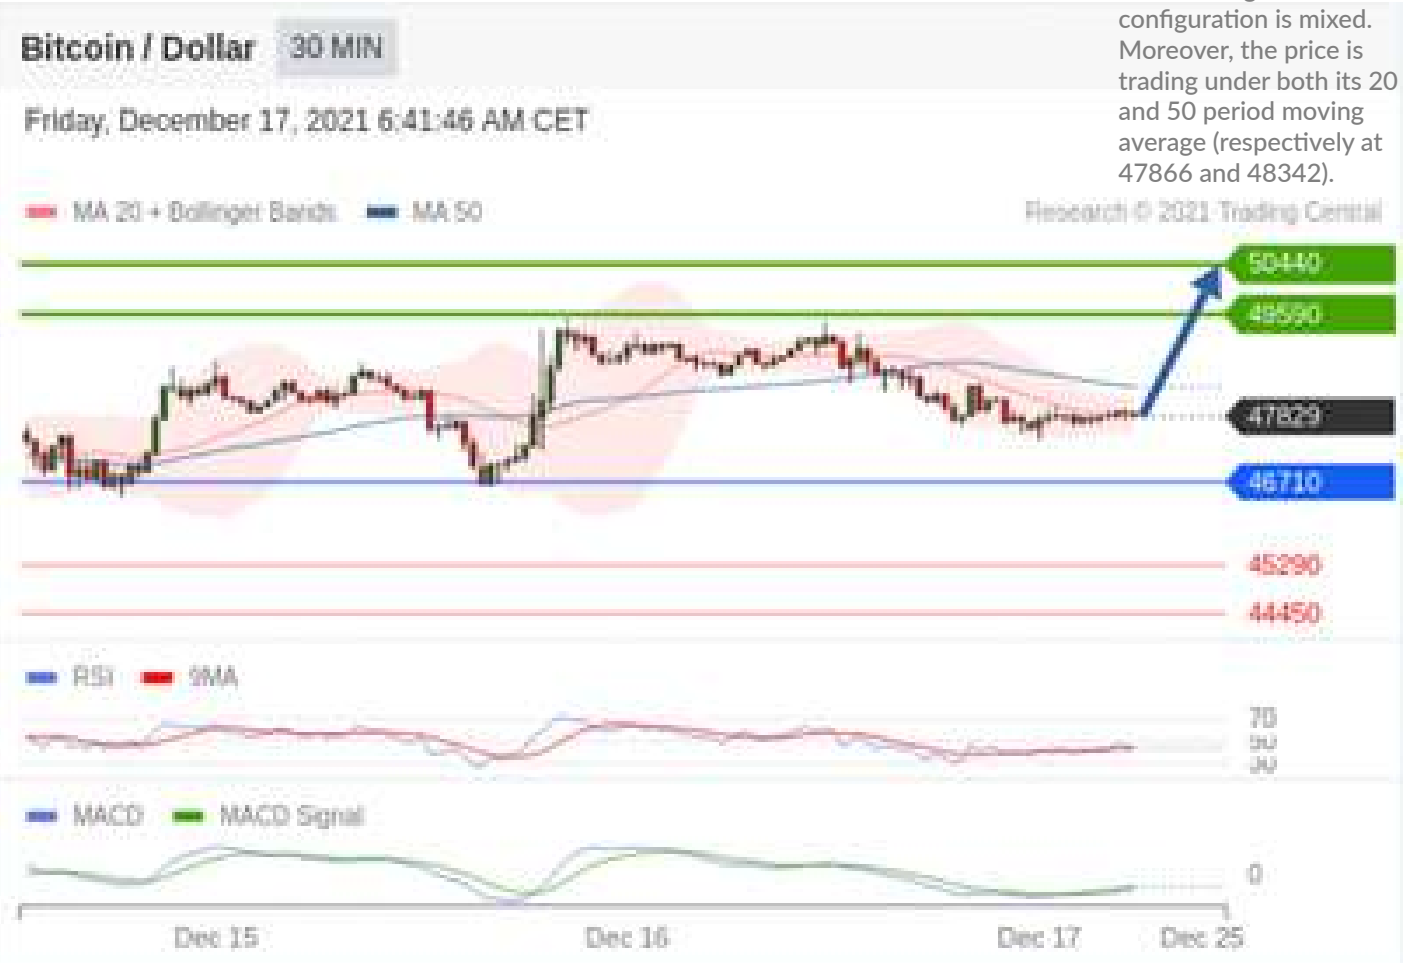 configuration is mixed.
Moreover, the price is
trading under both its 20
and 50 period moving
average (respectively at
47866 and 48342).
Bitcoin / Dollar 30 MIN
Friday, December 17, 2021 6:41:46 AM CET
MA 20 + Bollinger Bands MA 50
Research © 2021 Trading Central
50440
49590
47829
46710
45290
44450
RSI 9MA
70
50
30
MACD MACD Signal
0
Dec 15 Dec 16 Dec 17 Dec 25